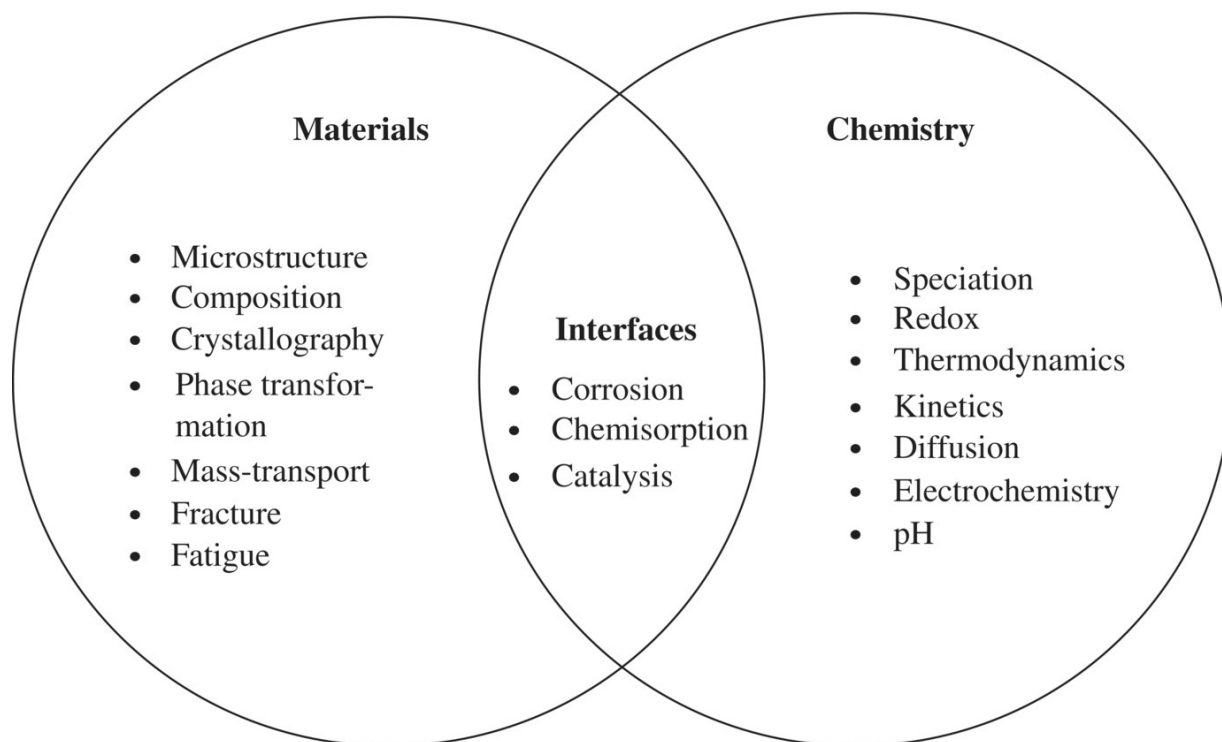 Materials
• Microstructure
• Composition
• Crystallography
• Phase transfor-
mation
• Mass-transport
• Fracture
• Fatigue
Interfaces
• Corrosion
• Chemisorption
• Catalysis
Chemistry
• Speciation
• Redox
• Thermodynamics
• Kinetics
• Diffusion
• Electrochemistry
• pH